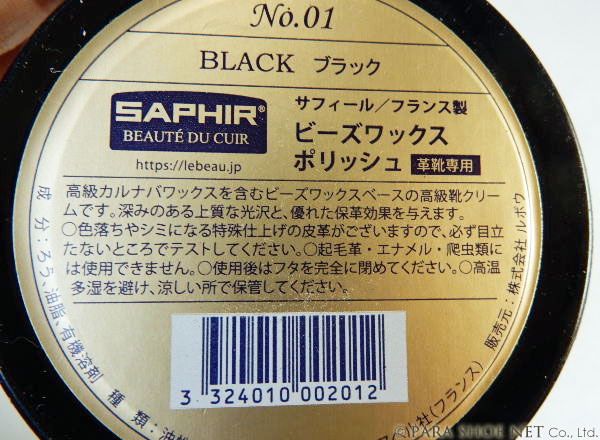 No.01
BLACK ブラック
SAPHIR®
BEAUTÉ DU CUIR
https://lebeau.jp
サフィール／フランス製
ビーズワックス
ポリッシュ 革靴専用
高級カルナバワックスを含むビーズワックスベースの高級靴クリー
ムです。深みのある上質な光沢と、優れた保革効果を与えます。
○色落ちやシミになる特殊仕上げの皮革がございますので、必ず目立
たないところでテストしてください。○起毛革・エナメル・爬虫類に
は使用できません。○使用後はフタを完全に閉めてください。○高温
多湿を避け、涼しい所で保管してください。
3 324010 002012
成 分：ろう、油脂、有機溶剤
種 類：油性
(フランス)
販売元：株式会社 ルボウ
©PARA SHOE NET Co., Ltd.